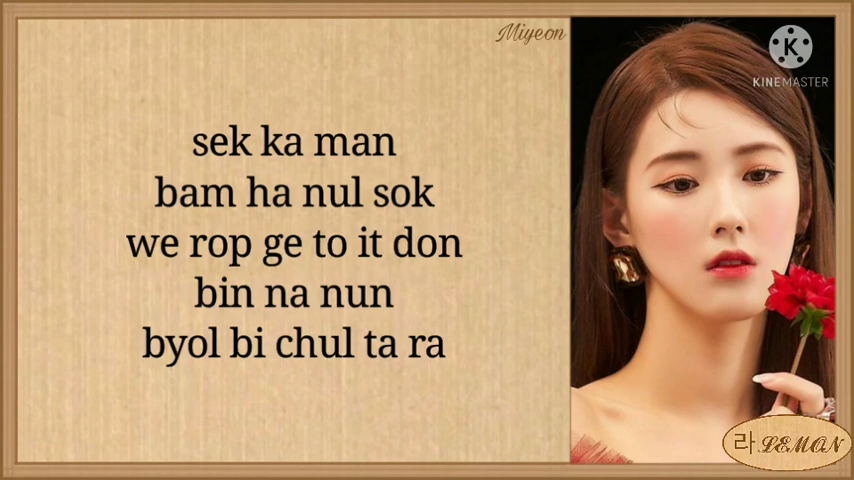 Miyeon
KINEMASTER
sek ka man
bam ha nul sok
we rop ge to it don
bin na nun
byol bi chul ta ra
라 LEMON